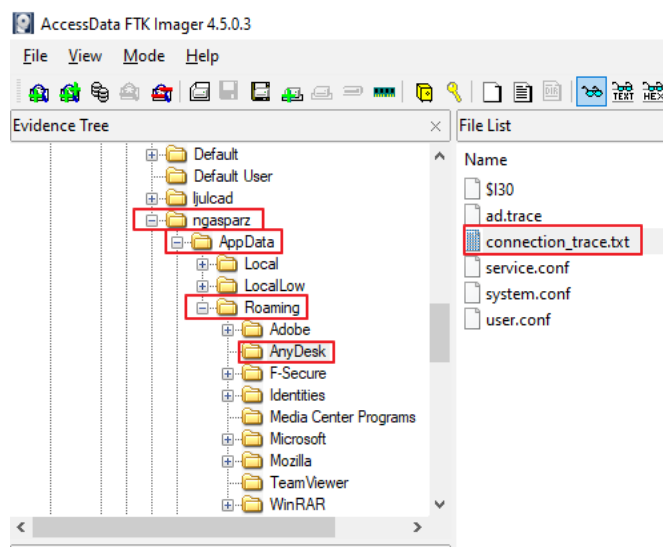 AccessData FTK Imager 4.5.0.3
File View Mode Help
TEXT HEX
Evidence Tree
Default
Default User
ljulcad
ngasparz
AppData
Local
LocalLow
Roaming
Adobe
AnyDesk
F-Secure
Identities
Media Center Programs
Microsoft
Mozilla
TeamViewer
WinRAR
File List
Name
$I30
ad.trace
connection_trace.txt
service.conf
system.conf
user.conf